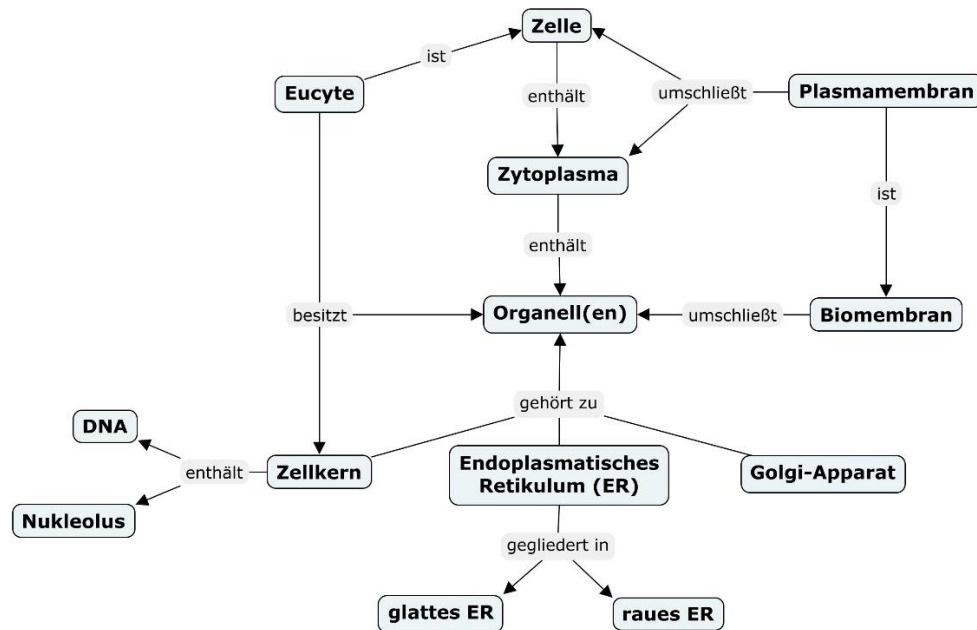 Zelle
ist
Eucyte
enthält
umschließt
Plasmamembran
Zytoplasma
ist
enthält
besitzt
Organell(en)
umschließt
Biomembran
gehört zu
DNA
enthält
Zellkern
Endoplasmatisches
Retikulum (ER)
Golgi-Apparat
Nukleolus
gegliedert in
glattes ER
raues ER